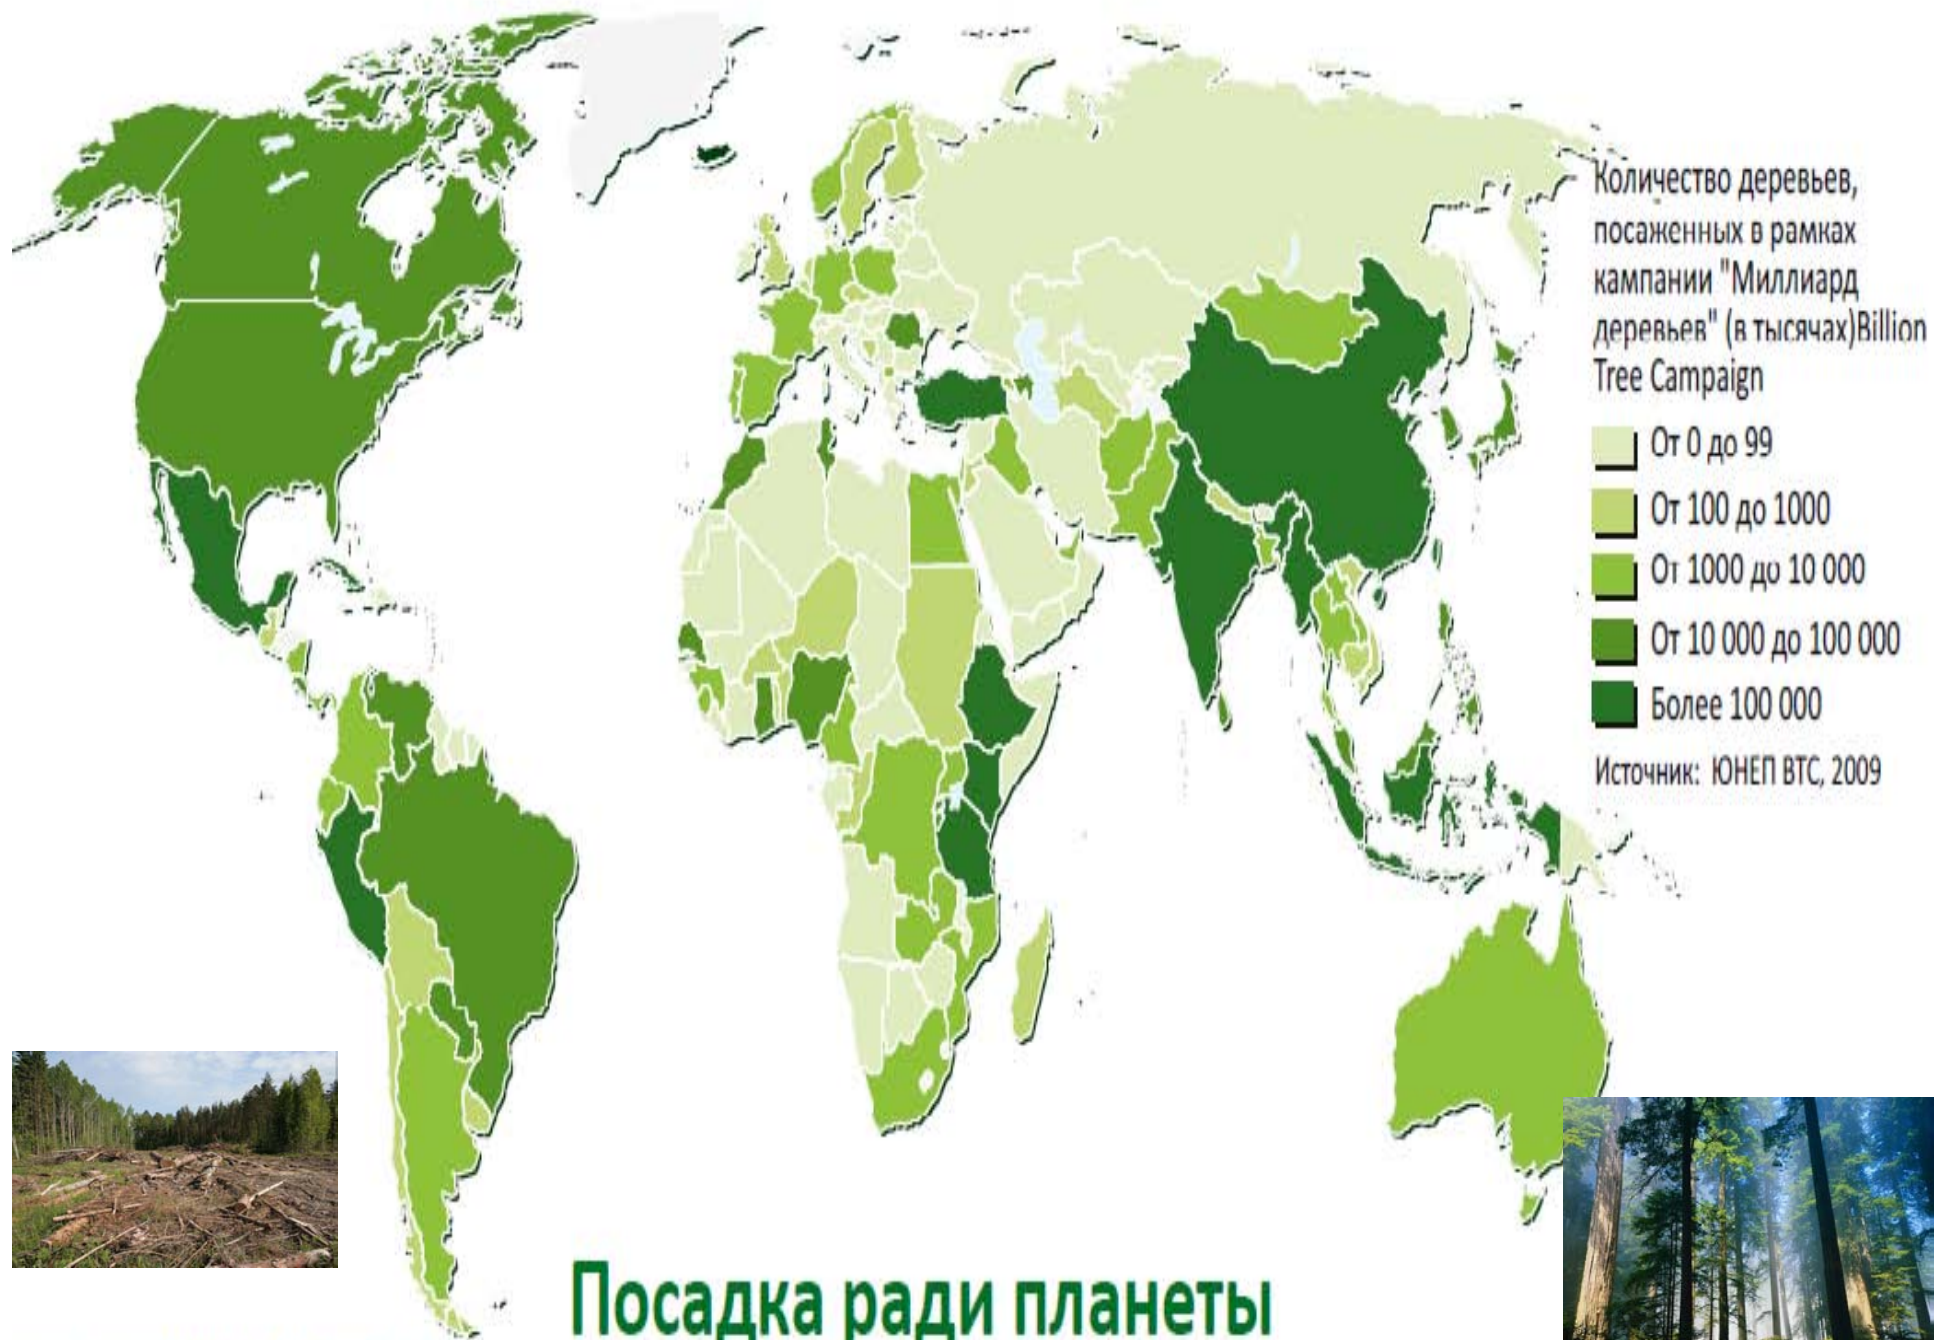 Количество деревьев,
посаженных в рамках
кампании "Миллиард
деревьев" (в тысячах)Billion
Tree Campaign
От 0 до 99
От 100 до 1000
От 1000 до 10 000
От 10 000 до 100 000
Более 100 000
Источник: ЮНЕП ВТС, 2009
Посадка ради планеты